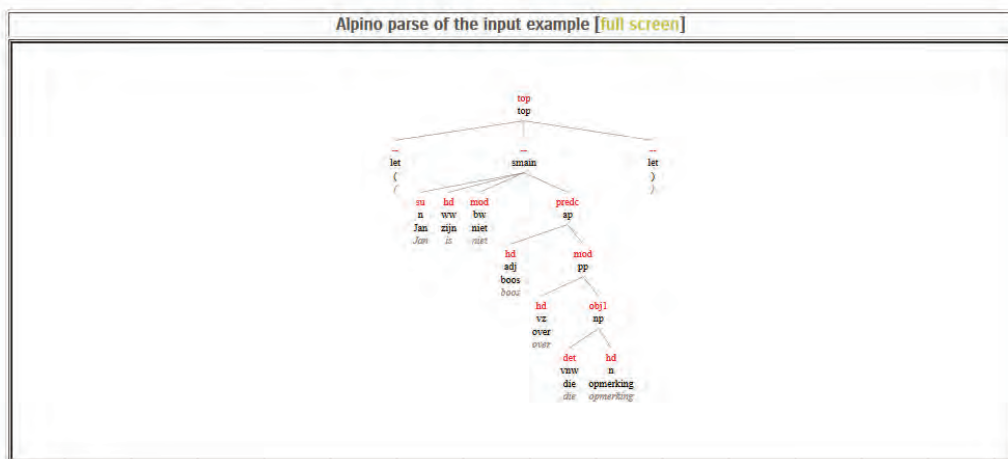 Alpino parse of the input example [full screen]
top
top
-- -- --
let smain let
( )
( )
su hd mod predc
n ww bw ap
Jan zijn niet
Jan is niet
hd mod
adj pp
boos
boos
hd obj1
vz np
over
over
det hd
vnw n
die opmerking
die opmerking